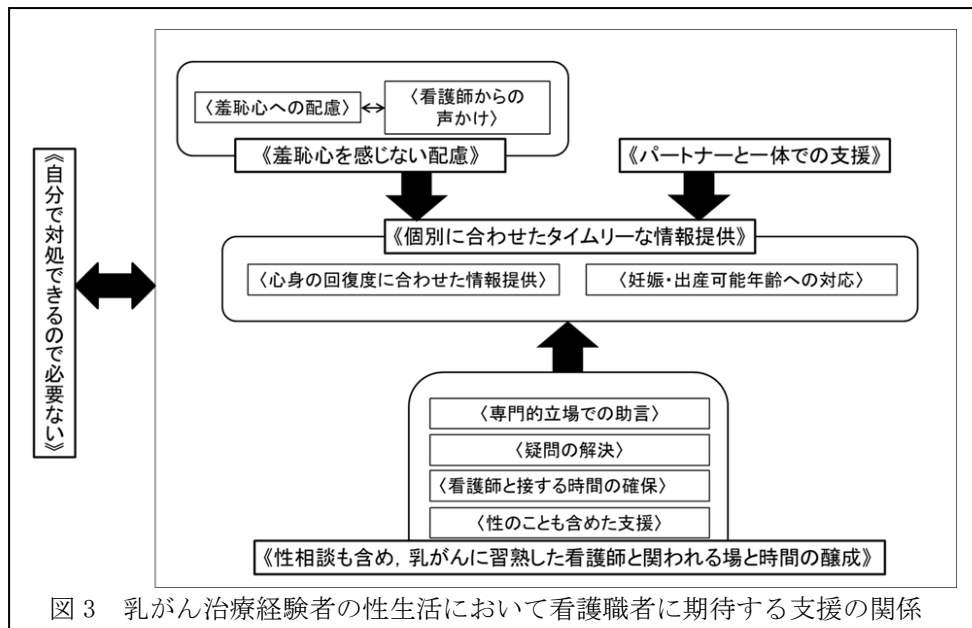 《自分で対処できるので必要ない》
〈羞恥心への配慮〉
〈看護師からの
声かけ〉
《羞恥心を感じない配慮》
《パートナーと一体での支援》
《個別に合わせたタイムリーな情報提供》
〈心身の回復度に合わせた情報提供〉
〈妊娠・出産可能年齢への対応〉
〈専門的立場での助言〉
〈疑問の解決〉
〈看護師と接する時間の確保〉
〈性のことも含めた支援〉
《性相談も含め，乳がんに習熟した看護師と関われる場と時間の醸成》
図 3　乳がん治療経験者の性生活において看護職者に期待する支援の関係